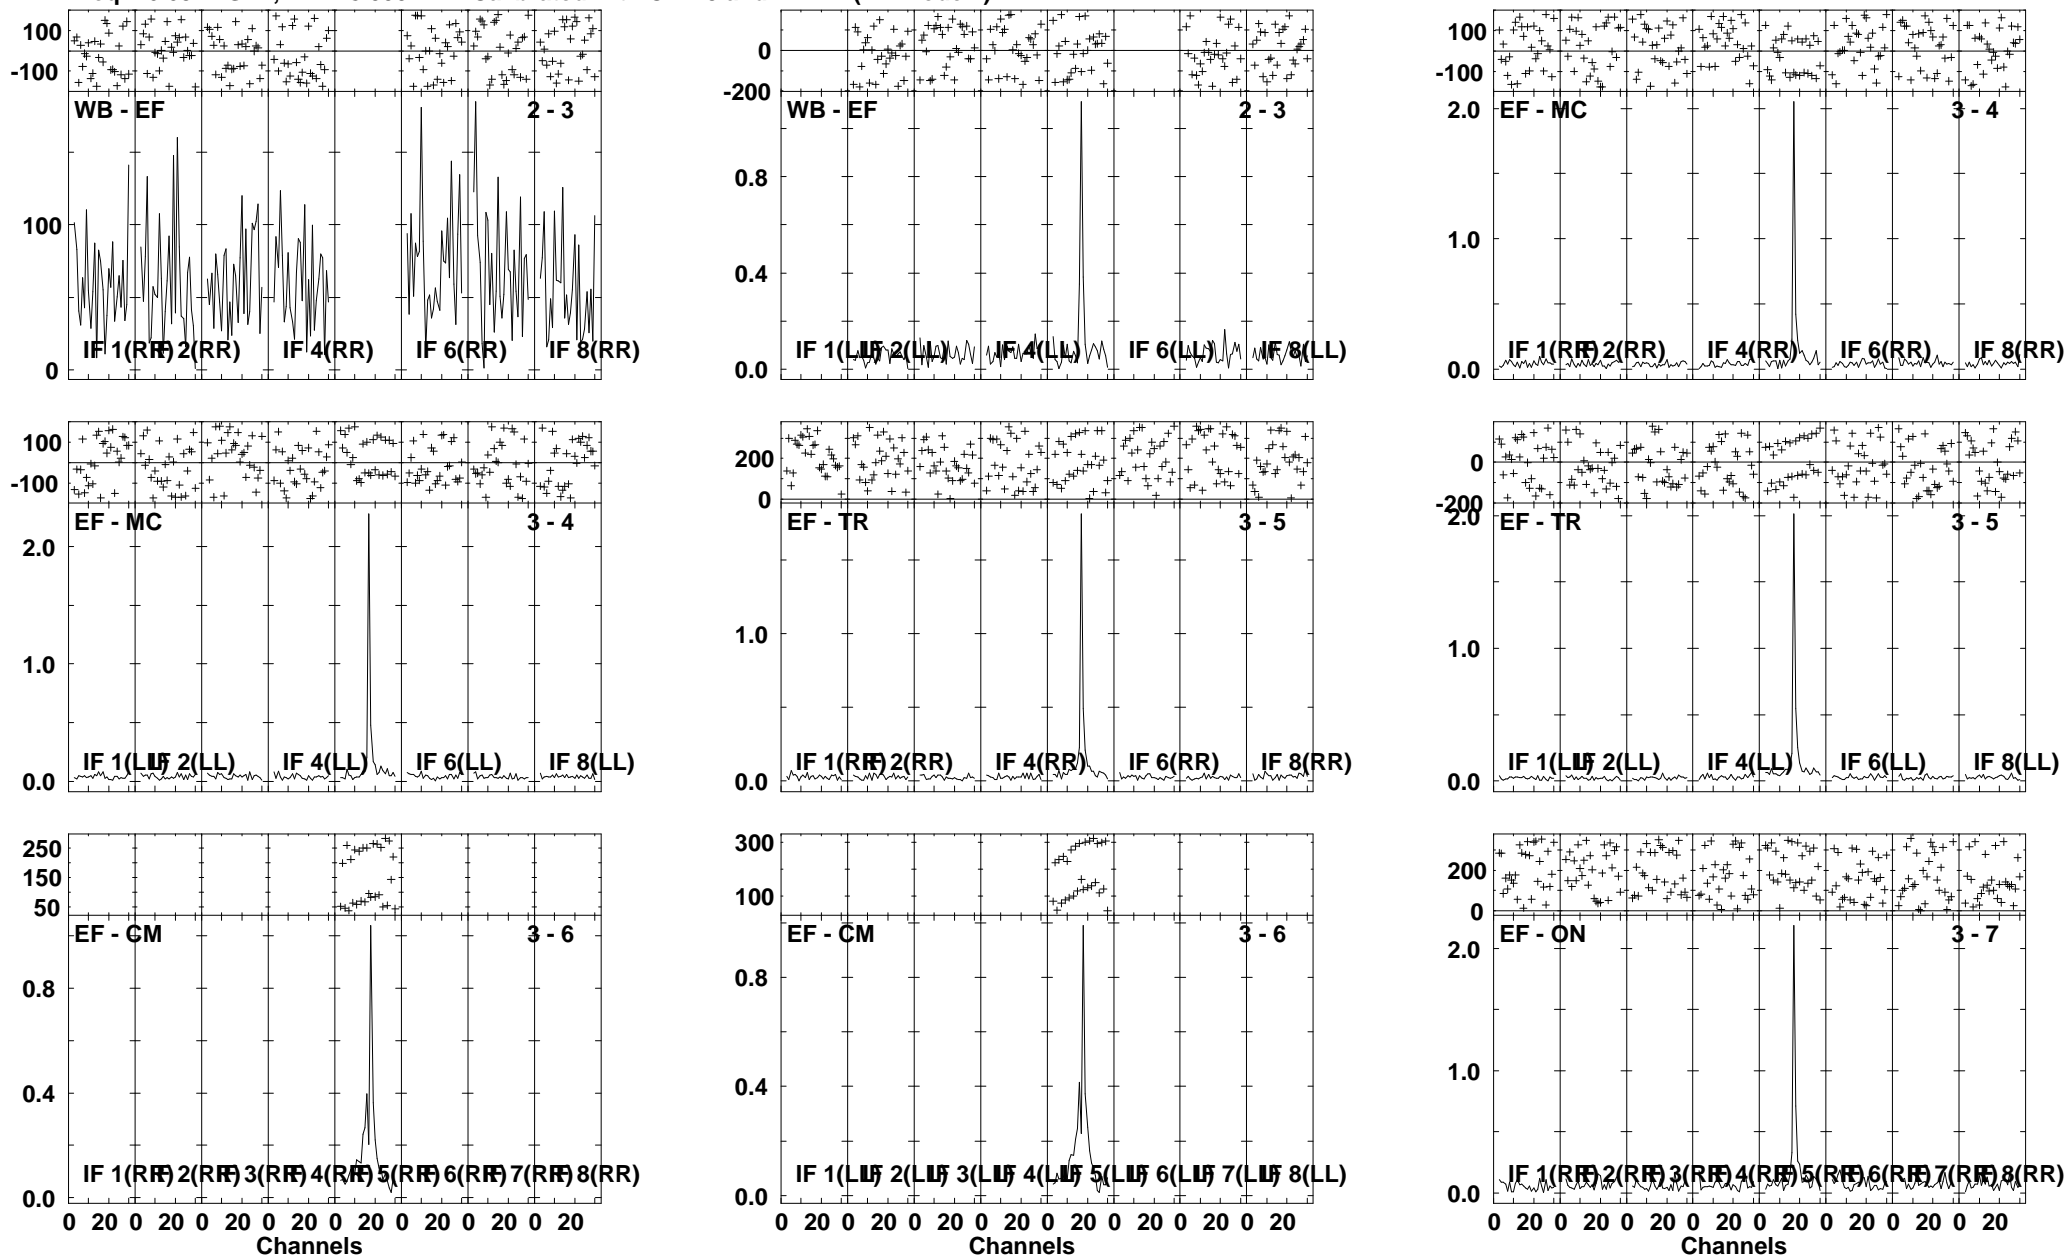 100
-100
WB - EF 2 - 3
100
0
IF 1(RR) IF 2(RR) IF 4(RR) IF 6(RR) IF 8(RR)
0
-200
WB - EF 2 - 3
0.8
0.4
0.0
IF 1(LL) IF 2(LL) IF 4(LL) IF 6(LL) IF 8(LL)
100
-100
2.0
EF - MC 3 - 4
1.0
0.0
IF 1(RR) IF 2(RR) IF 4(RR) IF 6(RR) IF 8(RR)
100
-100
EF - MC 3 - 4
2.0
1.0
0.0
IF 1(LL) IF 2(LL) IF 4(LL) IF 6(LL) IF 8(LL)
200
0
EF - TR 3 - 5
1.0
0.0
IF 1(RR) IF 2(RR) IF 4(RR) IF 6(RR) IF 8(RR)
0
-200
2.0
EF - TR 3 - 5
1.0
0.0
IF 1(LL) IF 2(LL) IF 4(LL) IF 6(LL) IF 8(LL)
250
150
50
EF - CM 3 - 6
0.8
0.4
0.0
IF 1(RR) IF 2(RR) IF 3(RR) IF 4(RR) IF 5(RR) IF 6(RR) IF 7(RR) IF 8(RR)
0 20 0 20 0 20 0 20 0 20 0 20 0 20 0 20
Channels
300
100
EF - CM 3 - 6
0.8
0.4
0.0
IF 1(LL) IF 2(LL) IF 3(LL) IF 4(LL) IF 5(LL) IF 6(LL) IF 7(LL) IF 8(LL)
0 20 0 20 0 20 0 20 0 20 0 20 0 20 0 20
Channels
200
0
EF - ON 3 - 7
2.0
1.0
0.0
IF 1(RR) IF 2(RR) IF 3(RR) IF 4(RR) IF 5(RR) IF 6(RR) IF 7(RR) IF 8(RR)
0 20 0 20 0 20 0 20 0 20 0 20 0 20 0 20
Channels